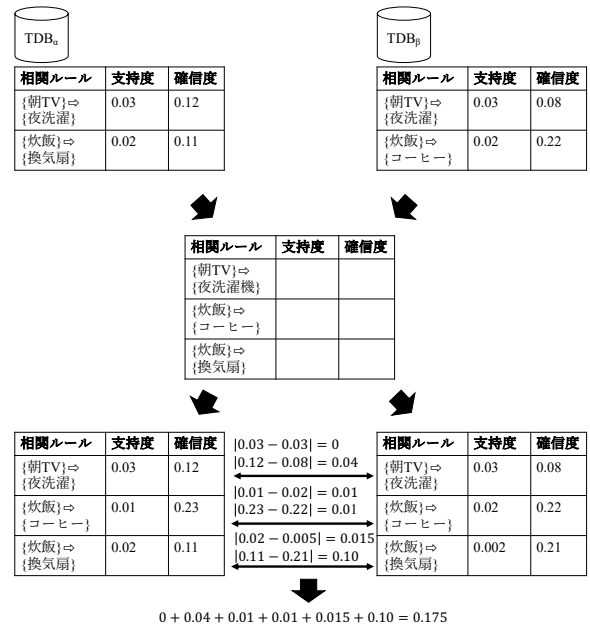 TDBα
TDBβ
相関ルール 支持度 確信度
{朝TV}⇨ 0.03 0.12
{夜洗濯}
{炊飯}⇨ 0.02 0.11
{換気扇}
相関ルール 支持度 確信度
{朝TV}⇨ 0.03 0.08
{夜洗濯}
{炊飯}⇨ 0.02 0.22
{コーヒー}
相関ルール 支持度 確信度
{朝TV}⇨
{夜洗濯機}
{炊飯}⇨
{コーヒー}
{炊飯}⇨
{換気扇}
相関ルール 支持度 確信度
{朝TV}⇨ 0.03 0.12
{夜洗濯}
{炊飯}⇨ 0.01 0.23
{コーヒー}
{炊飯}⇨ 0.02 0.11
{換気扇}
|0.03 − 0.03| = 0
|0.12 − 0.08| = 0.04
|0.01 − 0.02| = 0.01
|0.23 − 0.22| = 0.01
|0.02 − 0.005| = 0.015
|0.11 − 0.21| = 0.10
相関ルール 支持度 確信度
{朝TV}⇨ 0.03 0.08
{夜洗濯}
{炊飯}⇨ 0.02 0.22
{コーヒー}
{炊飯}⇨ 0.002 0.21
{換気扇}
0 + 0.04 + 0.01 + 0.01 + 0.015 + 0.10 = 0.175